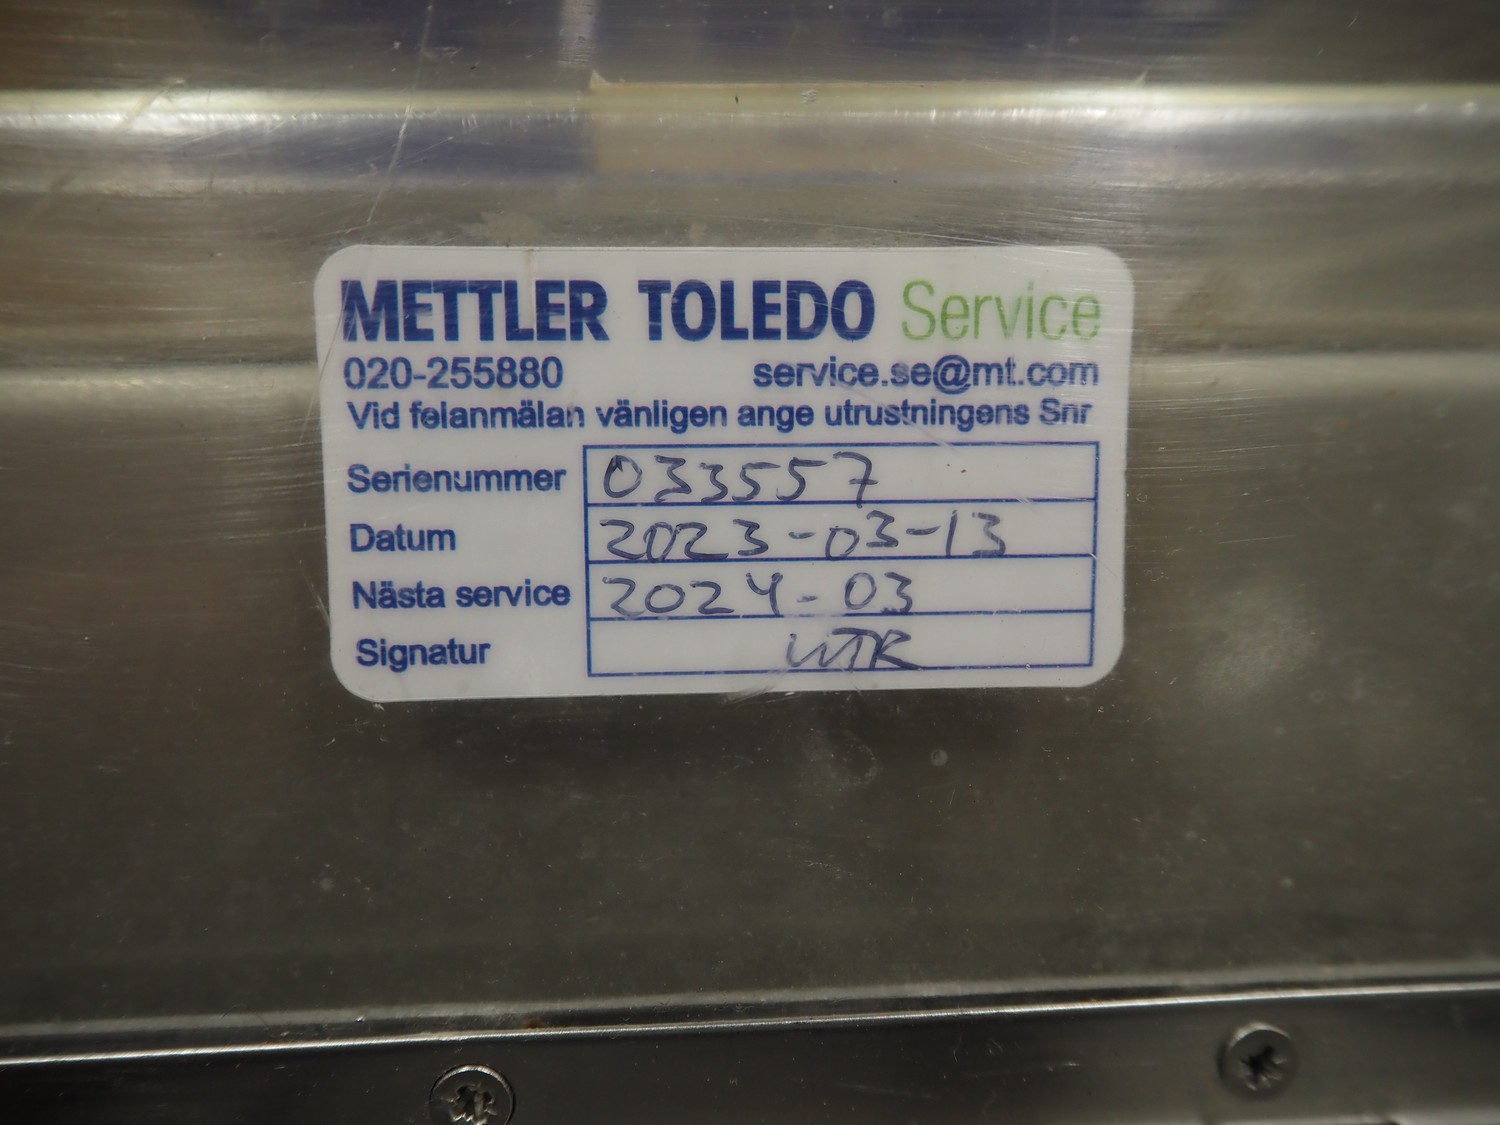 METTLER TOLEDO Service
020-255880 service.se@mt.com
Vid felanmälan vänligen ange utrustningens Snr
Serienummer 033557
Datum 2023-03-13
Nästa service 2024-03
Signatur